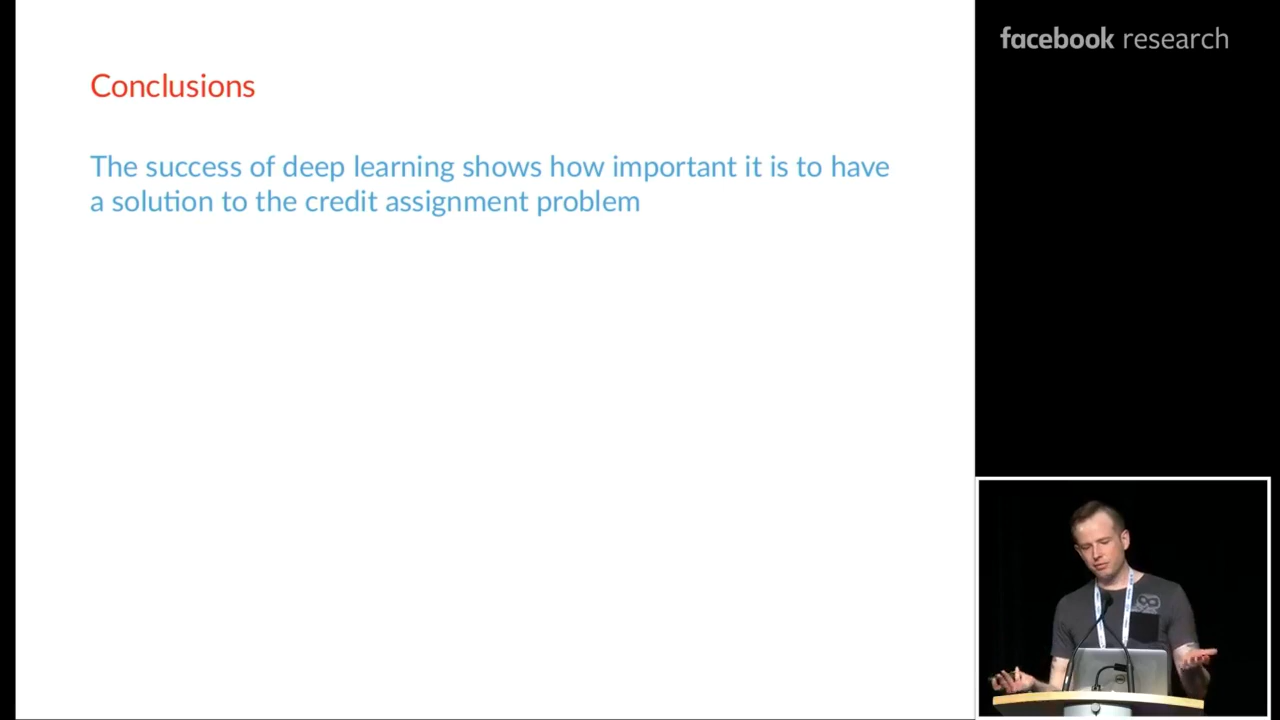 facebook research
Conclusions
The success of deep learning shows how important it is to have
a solution to the credit assignment problem